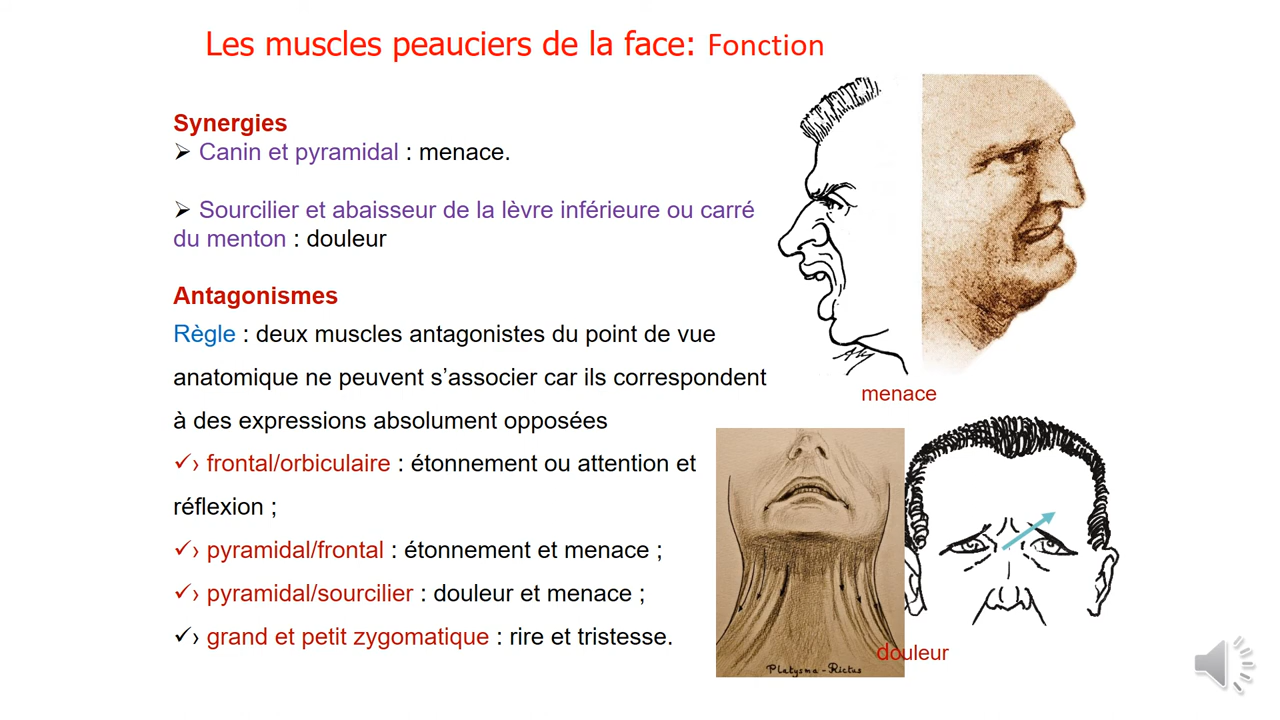 Les muscles peauciers de la face: Fonction
Synergies
➢ Canin et pyramidal : menace.
➢ Sourcilier et abaisseur de la lèvre inférieure ou carré
du menton : douleur
Antagonismes
Règle : deux muscles antagonistes du point de vue
anatomique ne peuvent s’associer car ils correspondent
à des expressions absolument opposées
✓› frontal/orbiculaire : étonnement ou attention et
réflexion ;
✓› pyramidal/frontal : étonnement et menace ;
✓› pyramidal/sourcilier : douleur et menace ;
✓› grand et petit zygomatique : rire et tristesse.
menace
Platysma - Rictus
douleur